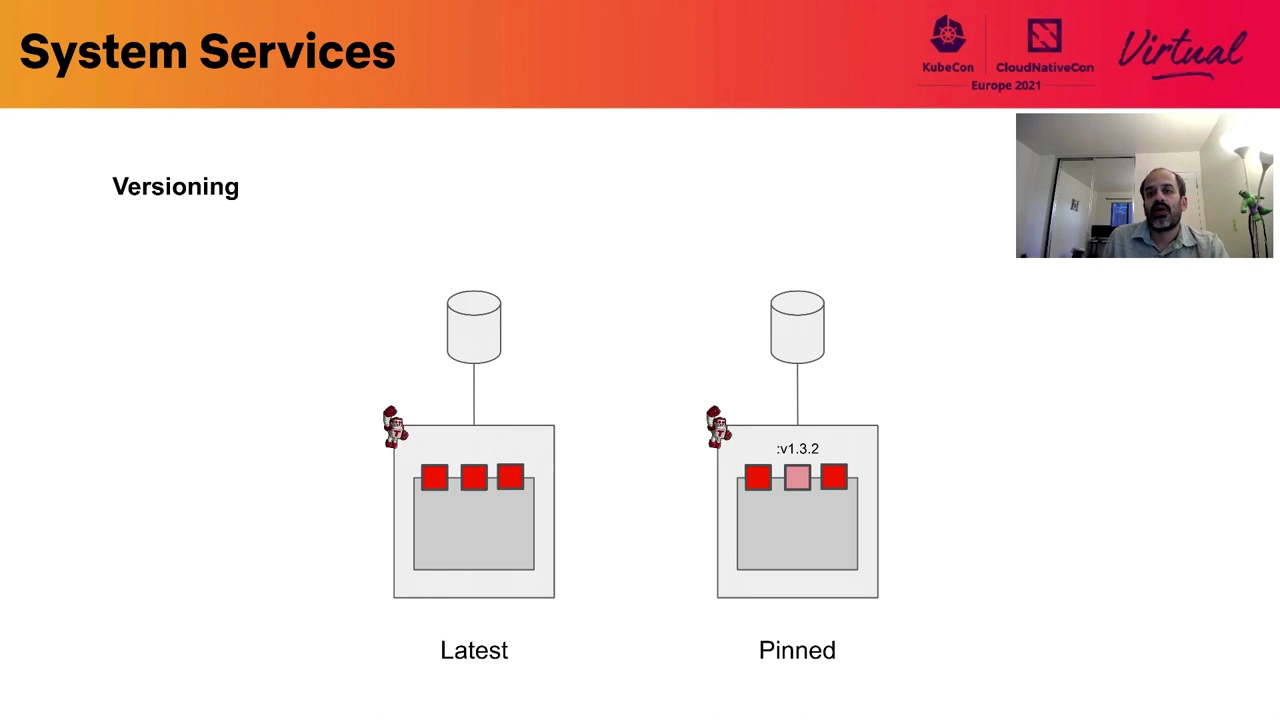 System Services
KubeCon
CloudNativeCon
Europe 2021
Virtual
Versioning
:v1.3.2
Latest
Pinned